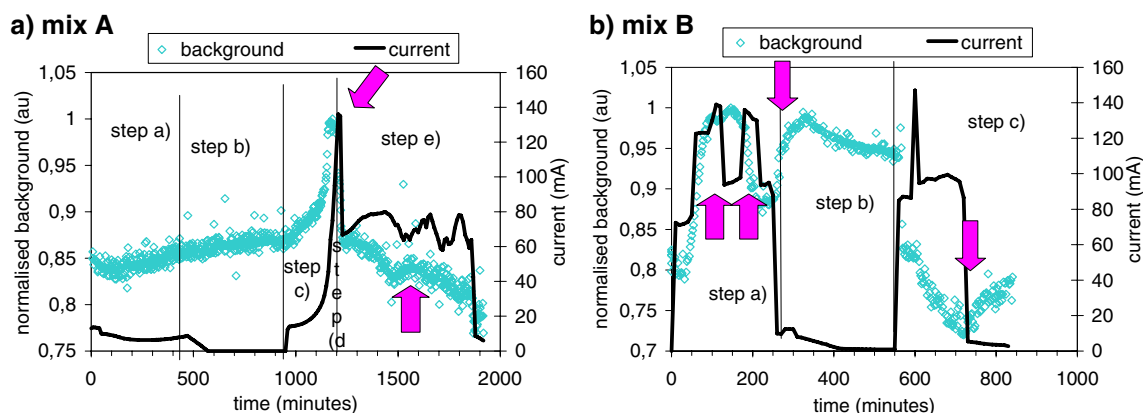 a) mix A
background current
normalised background (au)
1,05
1
0,95
0,9
0,85
0,8
0,75
step a)
step b)
step c)
step d)
step e)
160
140
120
100
80
60
40
20
0
current (mA)
0 500 1000 1500 2000
time (minutes)
b) mix B
background current
normalised background (au)
1,05
1
0,95
0,9
0,85
0,8
0,75
0,7
step a)
step b)
step c)
160
140
120
100
80
60
40
20
0
current (mA)
0 200 400 600 800 1000
time (minutes)